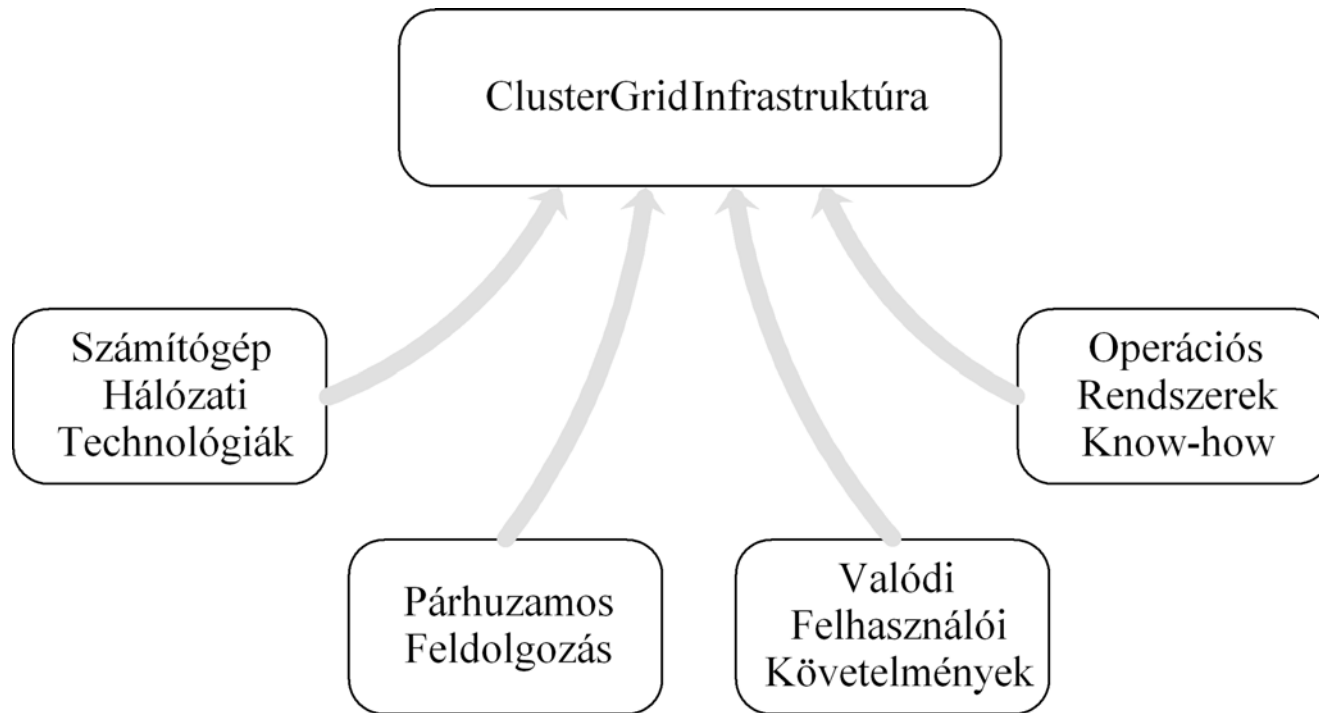 ClusterGridInfrastruktúra
Számítógép
Hálózati
Technológiák
Operációs
Rendszerek
Know-how
Párhuzamos
Feldolgozás
Valódi
Felhasználói
Követelmények